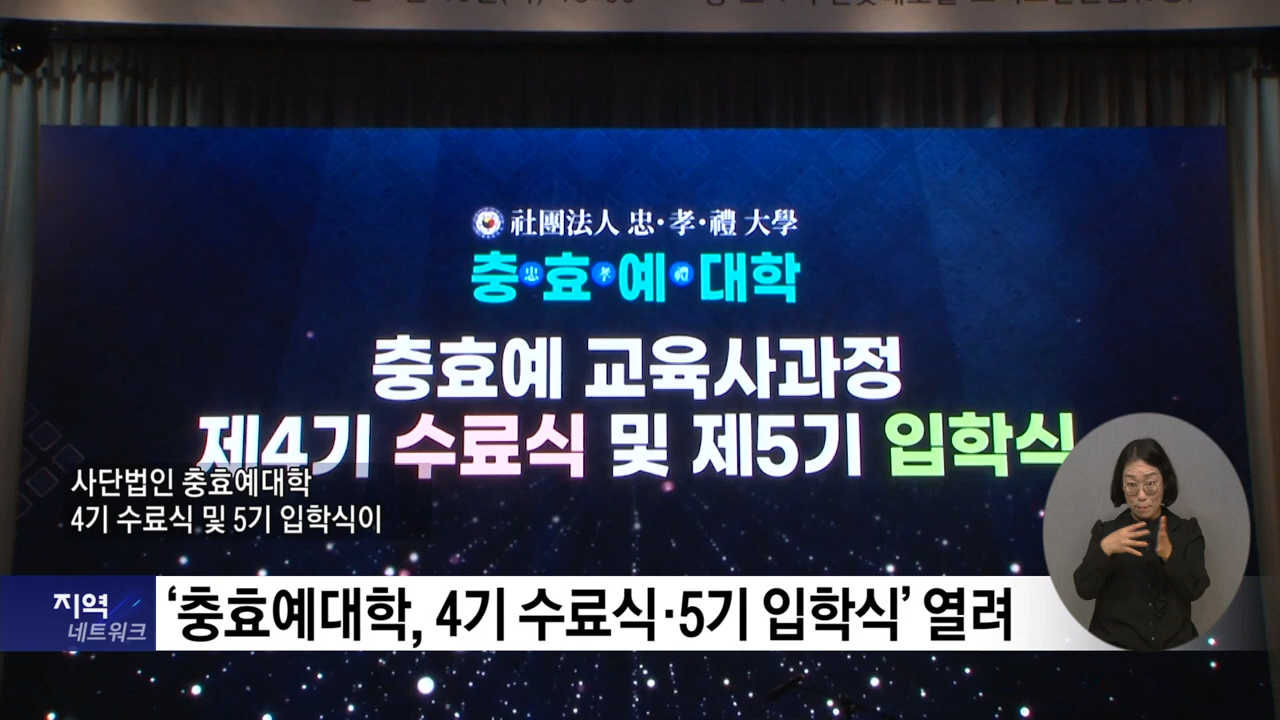 社團法人 忠·孝·禮 大學
충忠효孝예禮대학
충효예 교육사과정
제4기 수료식 및 제5기 입학식
사단법인 충효예대학
4기 수료식 및 5기 입학식이
지역
네트워크
‘충효예대학, 4기 수료식·5기 입학식’ 열려